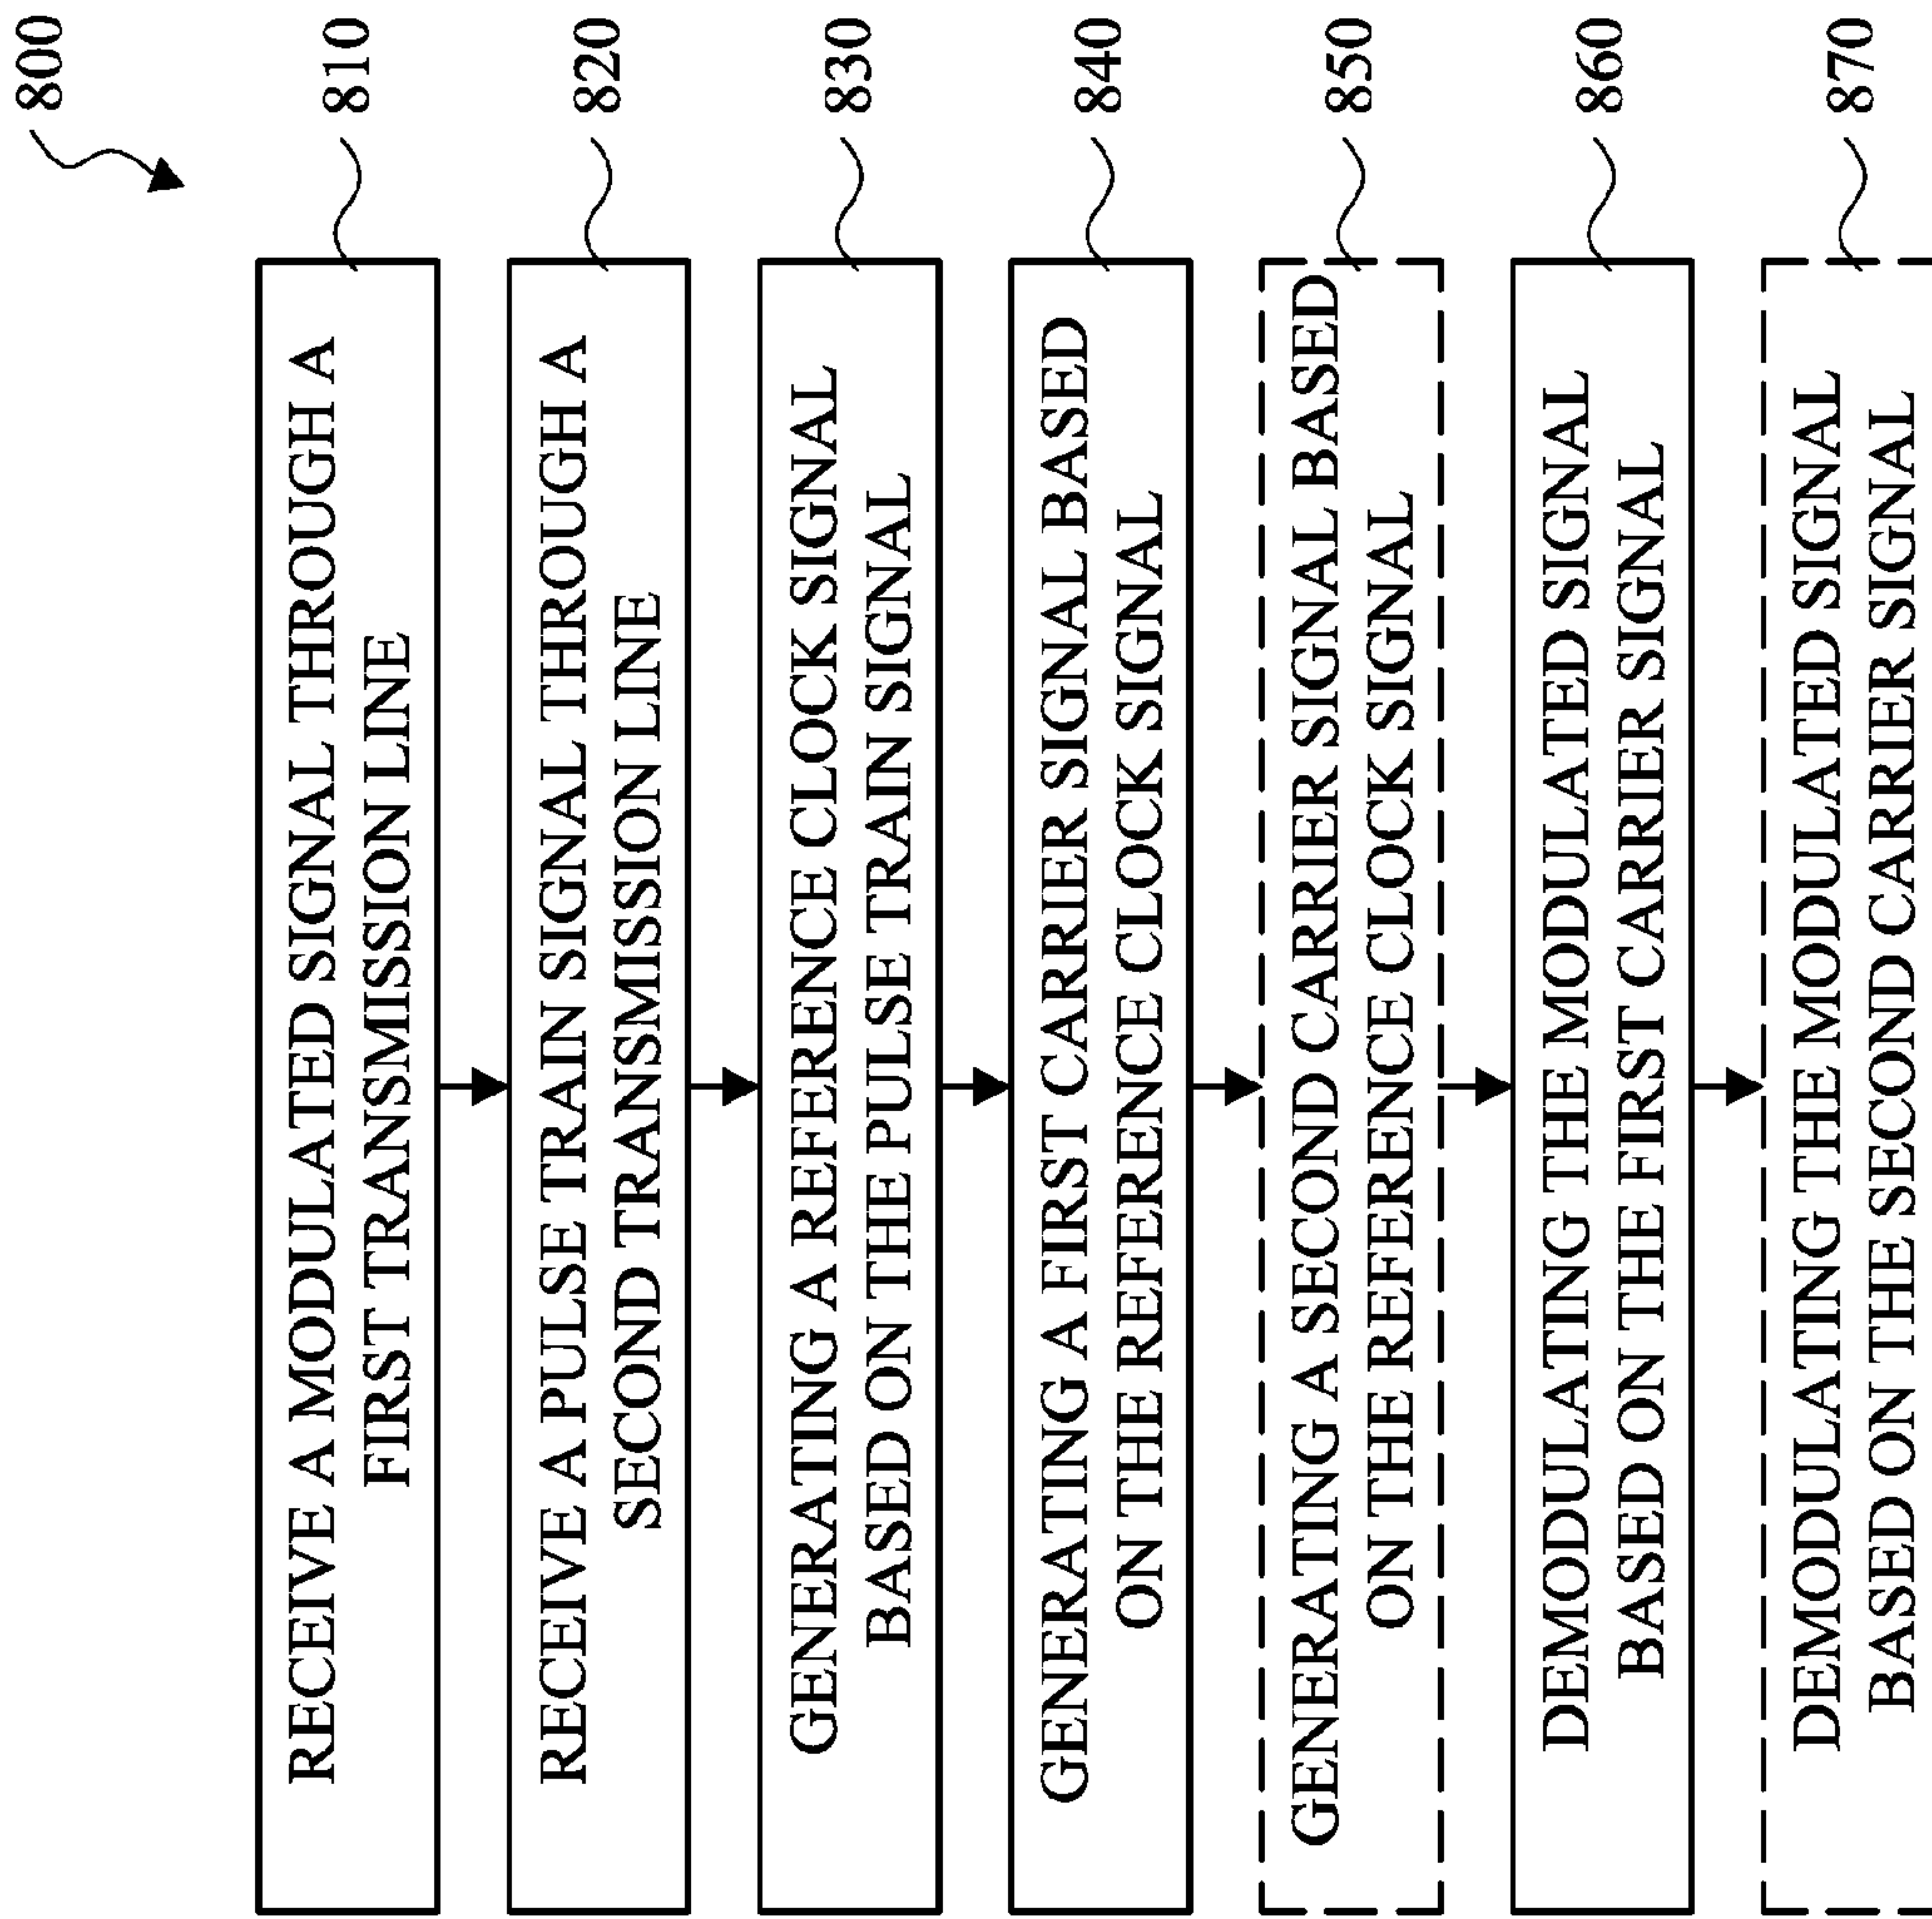 800
RECEIVE A MODULATED SIGNAL THROUGH A
FIRST TRANSMISSION LINE
810
RECEIVE A PULSE TRAIN SIGNAL THROUGH A
SECOND TRANSMISSION LINE
820
GENERATING A REFERENCE CLOCK SIGNAL
BASED ON THE PULSE TRAIN SIGNAL
830
GENERATING A FIRST CARRIER SIGNAL BASED
ON THE REFERENCE CLOCK SIGNAL
840
GENERATING A SECOND CARRIER SIGNAL BASED
ON THE REFERENCE CLOCK SIGNAL
850
DEMODULATING THE MODULATED SIGNAL
BASED ON THE FIRST CARRIER SIGNAL
860
DEMODULATING THE MODULATED SIGNAL
BASED ON THE SECOND CARRIER SIGNAL
870